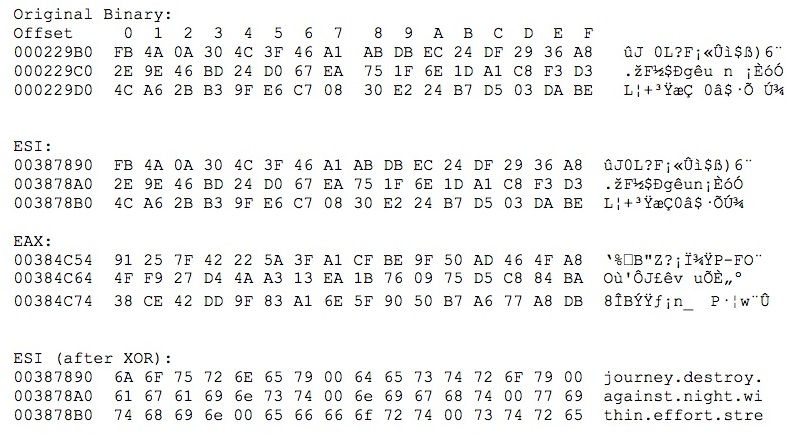 Original Binary:
Offset 0 1 2 3 4 5 6 7 8 9 A B C D E F
000229B0 FB 4A 0A 30 4C 3F 46 A1 AB DB EC 24 DF 29 36 A8 ûJ 0L?F¡«Ûì$ß)6¨
000229C0 2E 9E 46 BD 24 D0 67 EA 75 1F 6E 1D A1 C8 F3 D3 .žF½$Ðgêu n ¡ÈóÓ
000229D0 4C A6 2B B3 9F E6 C7 08 30 E2 24 B7 D5 03 DA BE L¦+³ŸæÇ 0â$·Õ Ú¾
ESI:
00387890 FB 4A 0A 30 4C 3F 46 A1 AB DB EC 24 DF 29 36 A8 ûJ0L?F¡«Ûì$ß)6¨
003878A0 2E 9E 46 BD 24 D0 67 EA 75 1F 6E 1D A1 C8 F3 D3 .žF½$Ðgêun¡ÈóÓ
003878B0 4C A6 2B B3 9F E6 C7 08 30 E2 24 B7 D5 03 DA BE L¦+³ŸæÇ0â$·ÕÚ¾
EAX:
00384C54 91 25 7F 42 22 5A 3F A1 CF BE 9F 50 AD 46 4F A8 ‘%□B"Z?¡Ï¾ŸP-FO¨
00384C64 4F F9 27 D4 4A A3 13 EA 1B 76 09 75 D5 C8 84 BA Où'ÔJ£êv uÕÈ„º
00384C74 38 CE 42 DD 9F 83 A1 6E 5F 90 50 B7 A6 77 A8 DB 8ÎBÝŸƒ¡n_ P·¦w¨Û
ESI (after XOR):
00387890 6A 6F 75 72 6E 65 79 00 64 65 73 74 72 6F 79 00 journey.destroy.
003878A0 61 67 61 69 6e 73 74 00 6e 69 67 68 74 00 77 69 against.night.wi
003878B0 74 68 69 6e 00 65 66 66 6f 72 74 00 73 74 72 65 thin.effort.stre